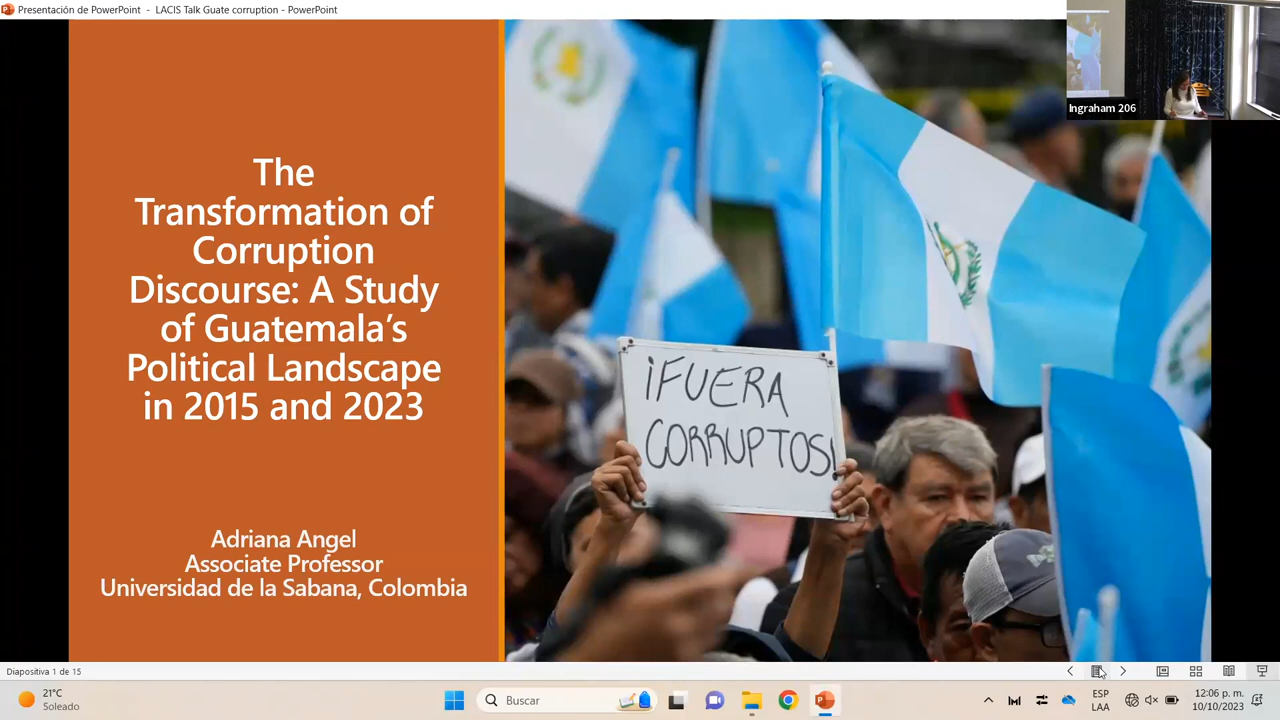 Presentación de PowerPoint - LACIS Talk Guate corruption - PowerPoint
Ingraham 206
The
Transformation of
Corruption
Discourse: A Study
of Guatemala’s
Political Landscape
in 2015 and 2023
Adriana Angel
Associate Professor
Universidad de la Sabana, Colombia
¡FUERA
CORRUPTOS!
Diapositiva 1 de 15
21°C
Soleado
Buscar
ESP
LAA
12:06 p. m.
10/10/2023